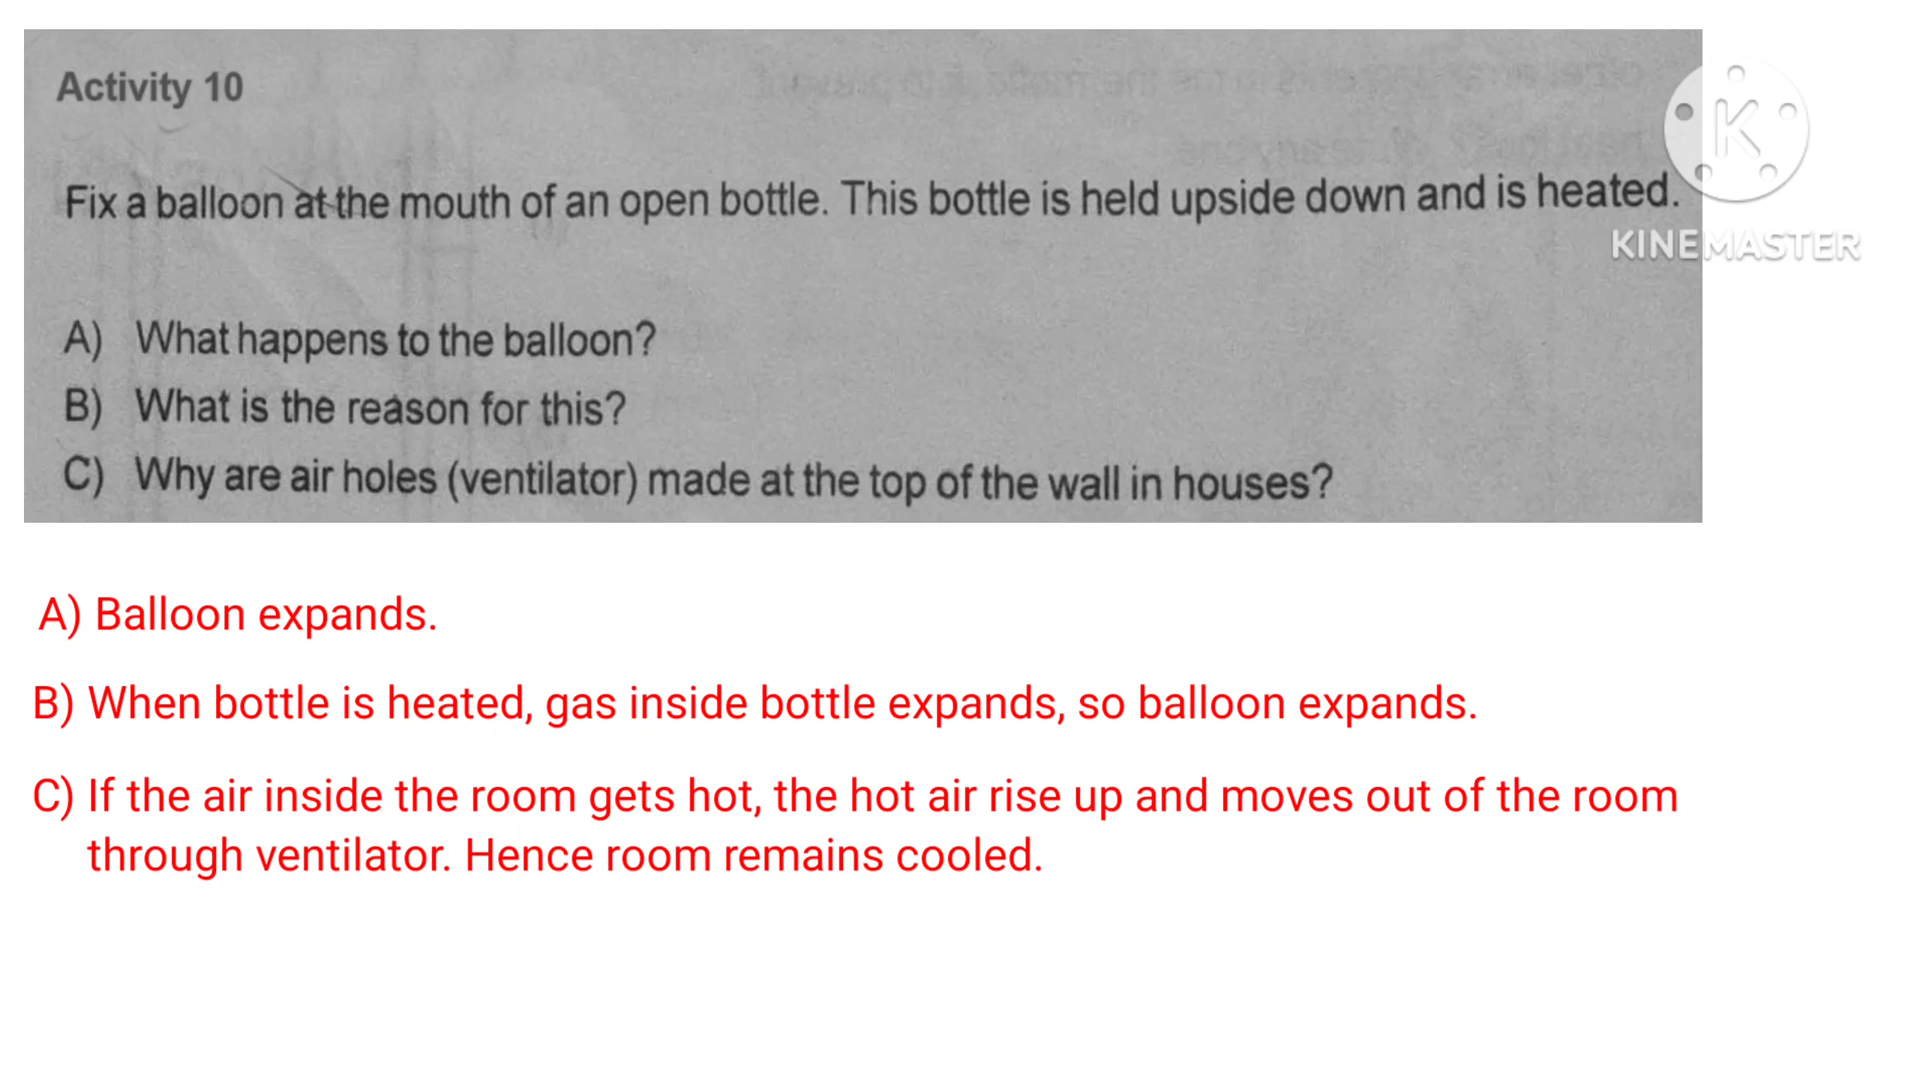 Activity 10
Fix a balloon at the mouth of an open bottle. This bottle is held upside down and is heated.
K
KINEMASTER
A) What happens to the balloon?
B) What is the reason for this?
C) Why are air holes (ventilator) made at the top of the wall in houses?
A) Balloon expands.
B) When bottle is heated, gas inside bottle expands, so balloon expands.
C) If the air inside the room gets hot, the hot air rise up and moves out of the room
through ventilator. Hence room remains cooled.